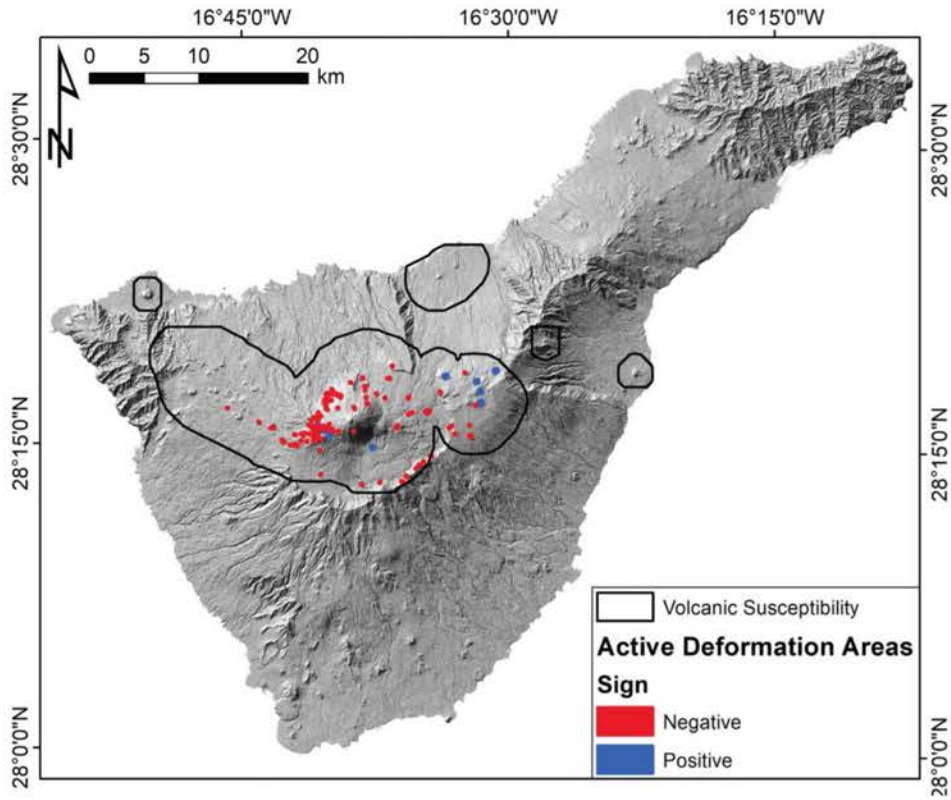 16°45'0"W 16°30'0"W 16°15'0"W
0 5 10 20
km
N
28°30'0"N 28°30'0"N
28°15'0"N 28°15'0"N
28°0'0"N 28°0'0"N
Volcanic Susceptibility
Active Deformation Areas
Sign
Negative
Positive